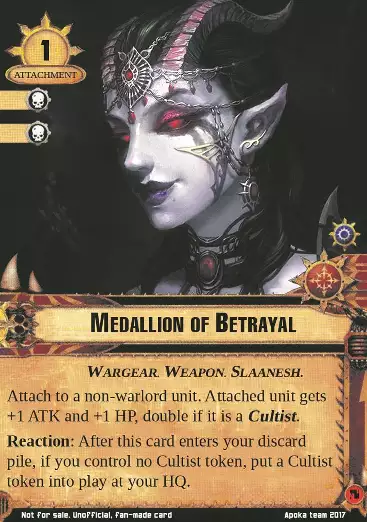 1
ATTACHMENT
MEDALLION OF BETRAYAL
WARGEAR. WEAPON. SLAANESH.
Attach to a non-warlord unit. Attached unit gets
+1 ATK and +1 HP, double if it is a Cultist.
Reaction: After this card enters your discard
pile, if you control no Cultist token, put a Cultist
token into play at your HQ.
Not for sale. Unofficial, fan-made card
Apoka team 2017